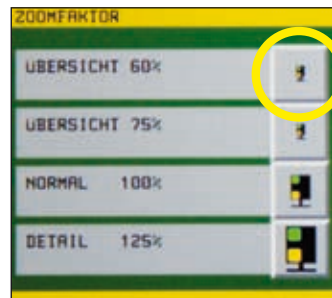 ZOOMFAKTOR
UBERSICHT 60%
UBERSICHT 75%
NORMAL 100%
DETAIL 125%